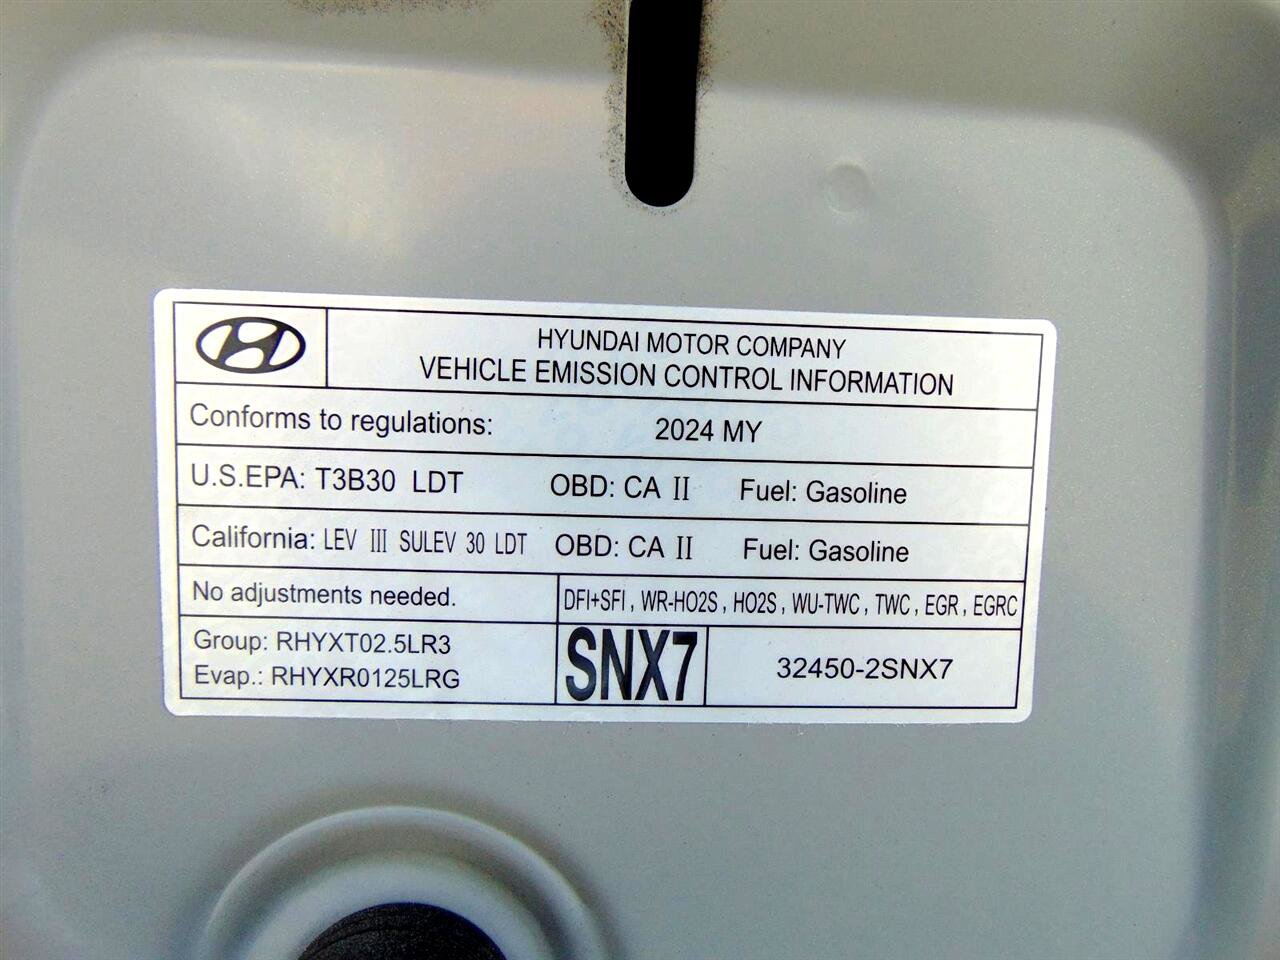 HYUNDAI MOTOR COMPANY
VEHICLE EMISSION CONTROL INFORMATION
Conforms to regulations: 2024 MY
U.S.EPA: T3B30 LDT OBD: CA II Fuel: Gasoline
California: LEV III SULEV 30 LDT OBD: CA II Fuel: Gasoline
No adjustments needed. DFI+SFI , WR-HO2S , HO2S , WU-TWC , TWC , EGR , EGRC
Group: RHYXT02.5LR3
Evap.: RHYXR0125LRG
SNX7 32450-2SNX7